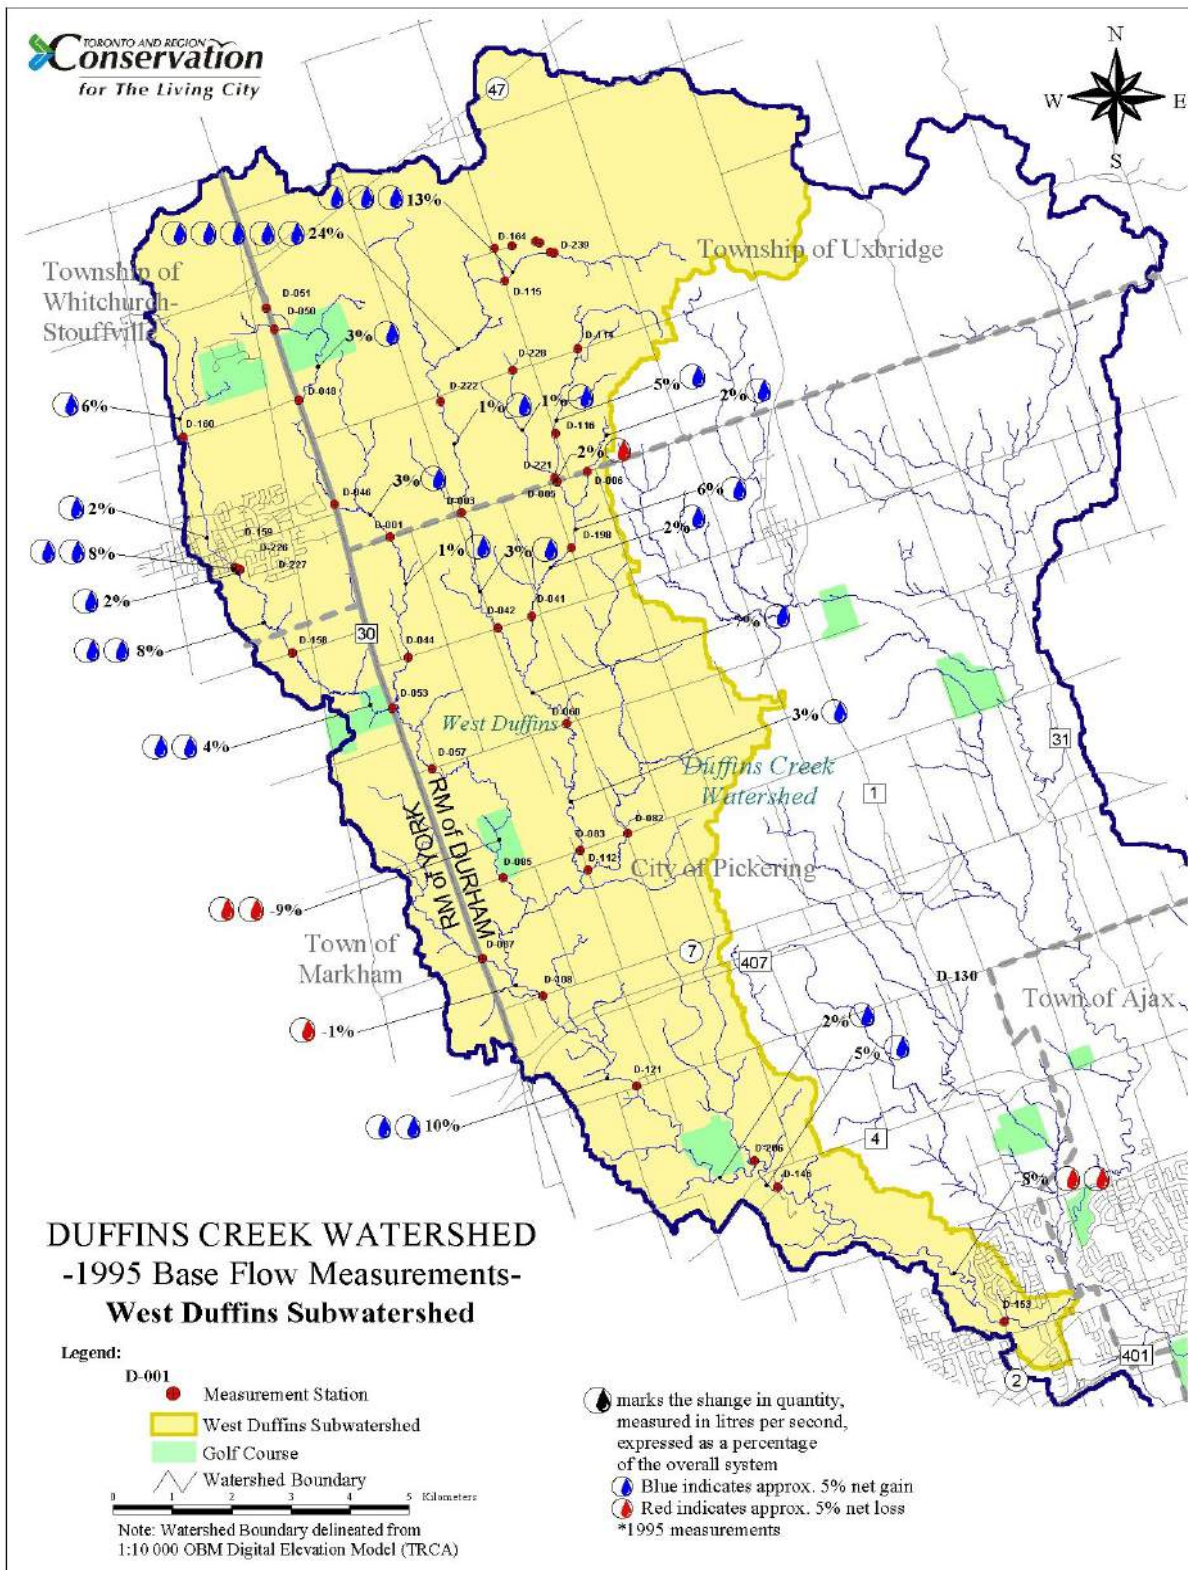 TORONTO AND REGION
Conservation
for The Living City
N
W
E
S
47
13%
24%
D-164
D-239
Township of Uxbridge
Township of
Whitchurch-
Stouffville
D-115
D-051
D-050
3%
D-114
D-228
5%
2%
6%
D-048
D-222
1%
1%
D-160
D-116
2%
D-221
D-006
3%
D-005
6%
2%
D-046
D-003
2%
D-159
D-001
D-198
8%
D-226
1%
3%
D-227
2%
D-042
D-041
7%
8%
D-158
30
D-044
D-053
3%
West Duffins
D-060
4%
31
D-057
Duffins Creek
Watershed
1
RM of DURHAM
RM of YORK
D-082
D-083
D-085
D-112
City of Pickering
-9%
Town of
Markham
D-087
7
407
D-130
D-108
Town of Ajax
-1%
2%
5%
D-121
10%
4
D-206
D-146
8%
D-153
401
2
DUFFINS CREEK WATERSHED
-1995 Base Flow Measurements-
West Duffins Subwatershed
Legend:
D-001
Measurement Station
West Duffins Subwatershed
Golf Course
Watershed Boundary
0 1 2 3 4 5 Kilometers
Note: Watershed Boundary delineated from
1:10 000 OBM Digital Elevation Model (TRCA)
marks the shange in quantity,
measured in litres per second,
expressed as a percentage
of the overall system
Blue indicates approx. 5% net gain
Red indicates approx. 5% net loss
*1995 measurements